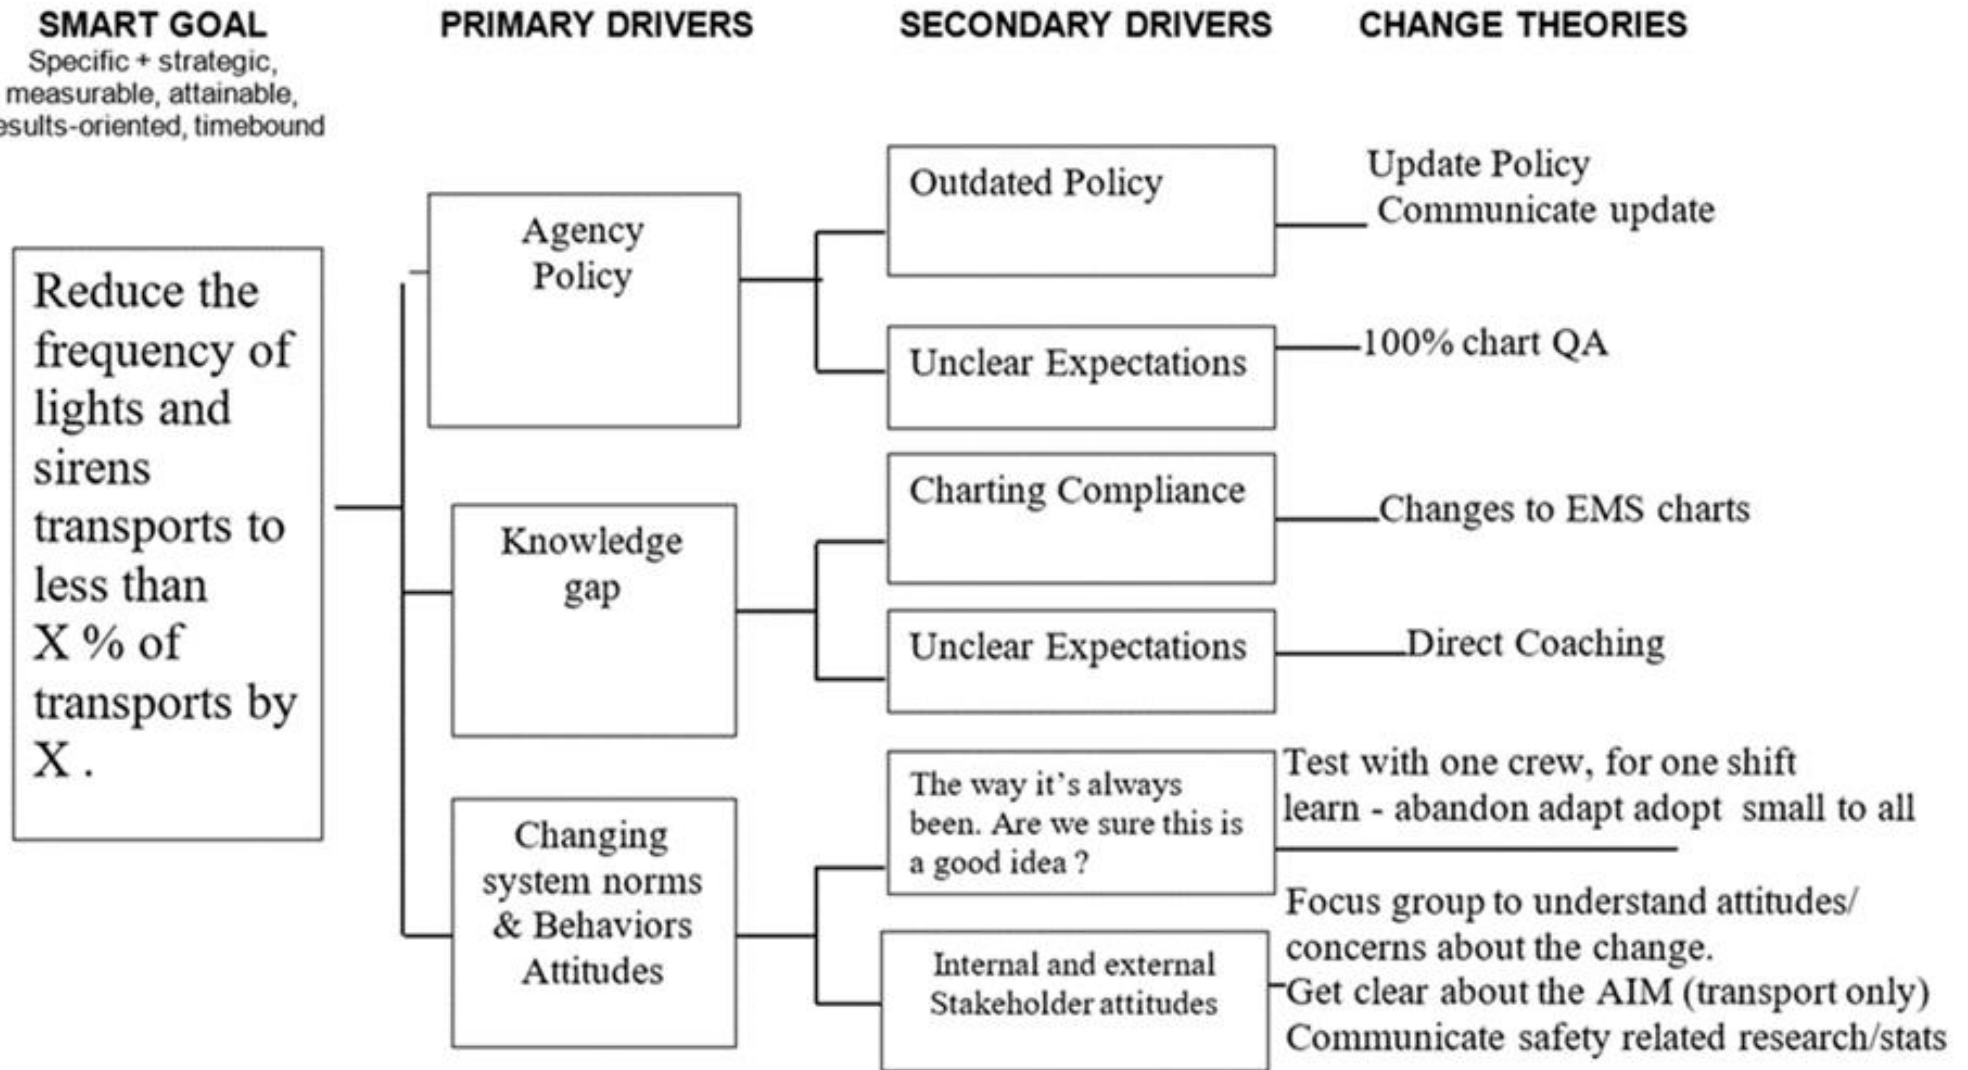 SMART GOAL
Specific + strategic,
measurable, attainable,
esults-oriented, timebound
Reduce the
frequency of
lights and
sirens
transports to
less than
X % of
transports by
X .
PRIMARY DRIVERS
Agency
Policy
Knowledge
gap
Changing
system norms
& Behaviors
Attitudes
SECONDARY DRIVERS
Outdated Policy
Unclear Expectations
Charting Compliance
Unclear Expectations
The way it's always
been. Are we sure this is
a good idea ?
Internal and external
Stakeholder attitudes
CHANGE THEORIES
Update Policy
Communicate update
100% chart QA
Changes to EMS charts
Direct Coaching
Test with one crew, for one shift
learn - abandon adapt adopt small to all
Focus group to understand attitudes/
concerns about the change.
Get clear about the AIM (transport only)
Communicate safety related research/stats